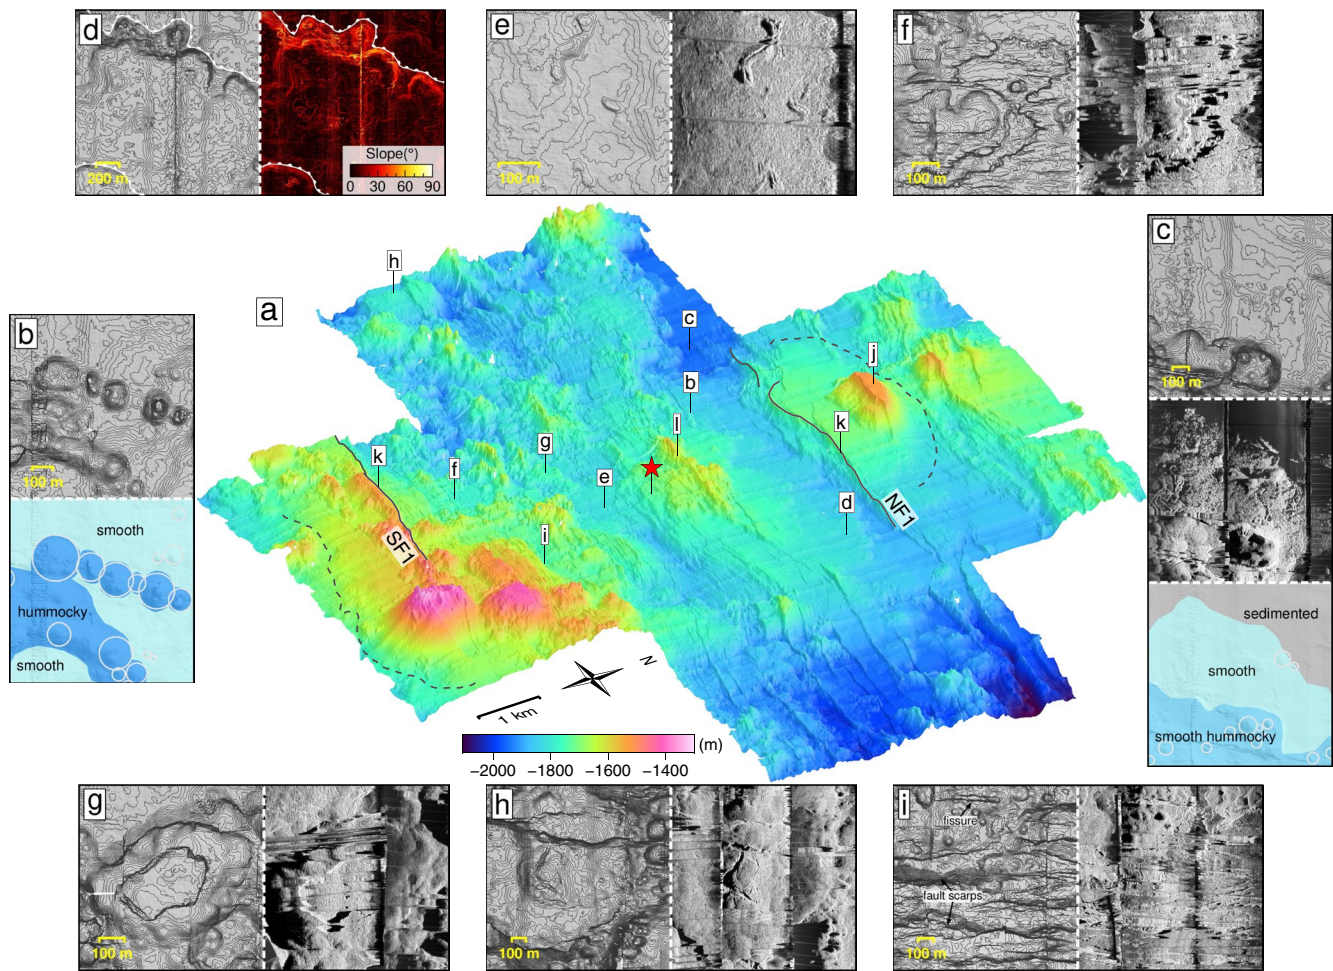 d
200 m
Slope(°)
0 30 60 90
e
100 m
f
100 m
a
h
c
b
j
k
l
g
k
f
e
d
i
SF1
NF1
N
1 km
(m)
−2000 −1800 −1600 −1400
b
100 m
smooth
hummocky
smooth
c
100 m
sedimented
smooth
smooth hummocky
g
100 m
h
100 m
i
fissure
fault scarps
100 m